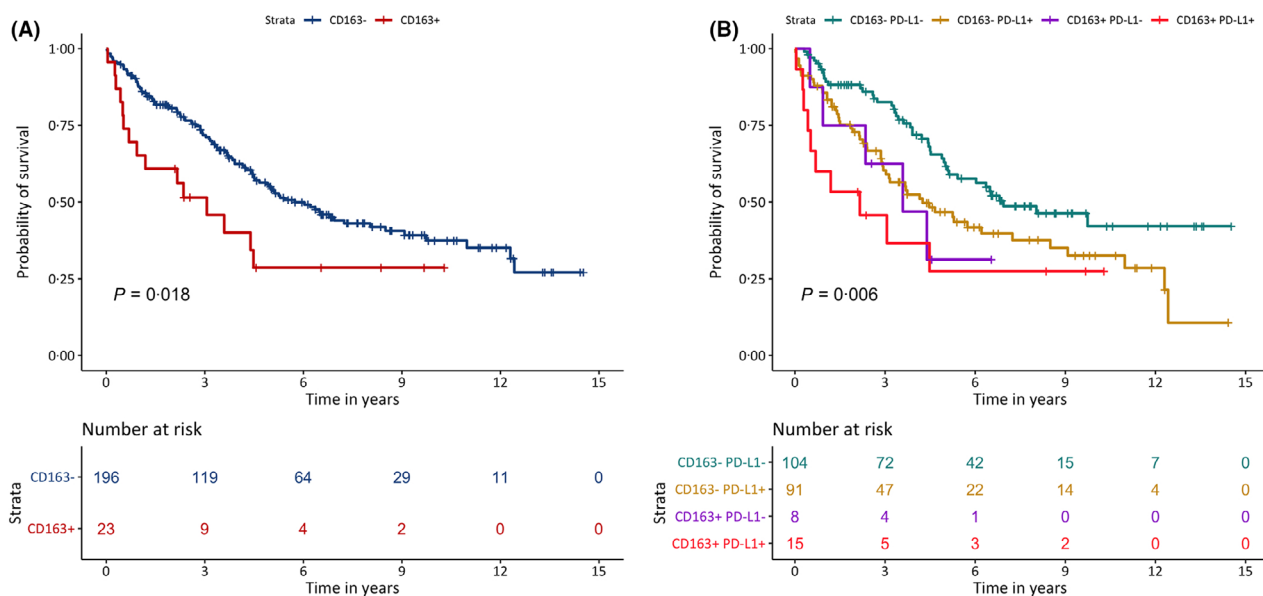 (A)
Strata CD163- CD163+
Probability of survival
1·00
0·75
0·50
0·25
0·00
P = 0·018
0 3 6 9 12 15
Time in years
Number at risk
Strata
CD163- 196 119 64 29 11 0
CD163+ 23 9 4 2 0 0
0 3 6 9 12 15
Time in years
(B)
Strata CD163- PD-L1- CD163- PD-L1+ CD163+ PD-L1- CD163+ PD-L1+
Probability of survival
1·00
0·75
0·50
0·25
0·00
P = 0·006
0 3 6 9 12 15
Time in years
Number at risk
Strata
CD163- PD-L1- 104 72 42 15 7 0
CD163- PD-L1+ 91 47 22 14 4 0
CD163+ PD-L1- 8 4 1 0 0 0
CD163+ PD-L1+ 15 5 3 2 0 0
0 3 6 9 12 15
Time in years